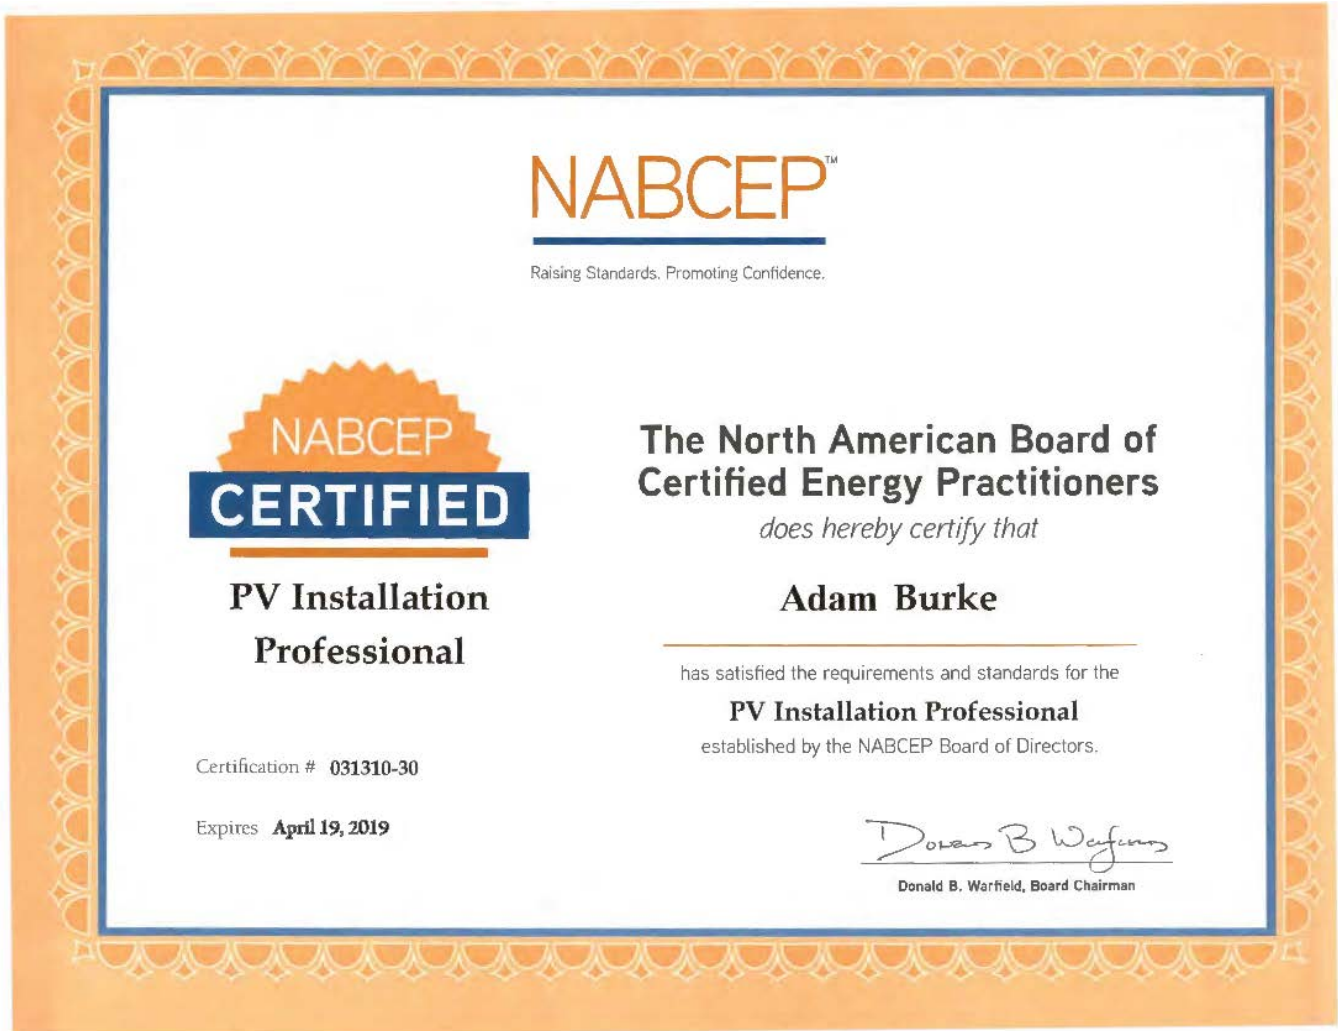 NABCEP™
Raising Standards. Promoting Confidence.
NABCEP
CERTIFIED
PV Installation
Professional
Certification # 031310-30
Expires April 19, 2019
The North American Board of
Certified Energy Practitioners
does hereby certify that
Adam Burke
has satisfied the requirements and standards for the
PV Installation Professional
established by the NABCEP Board of Directors.
Donald B. Warfield, Board Chairman